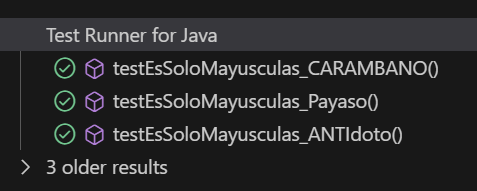 Test Runner for Java
testEsSoloMayusculas_CARAMBANO()
testEsSoloMayusculas_Payaso()
testEsSoloMayusculas_ANTIdoto()
3 older results